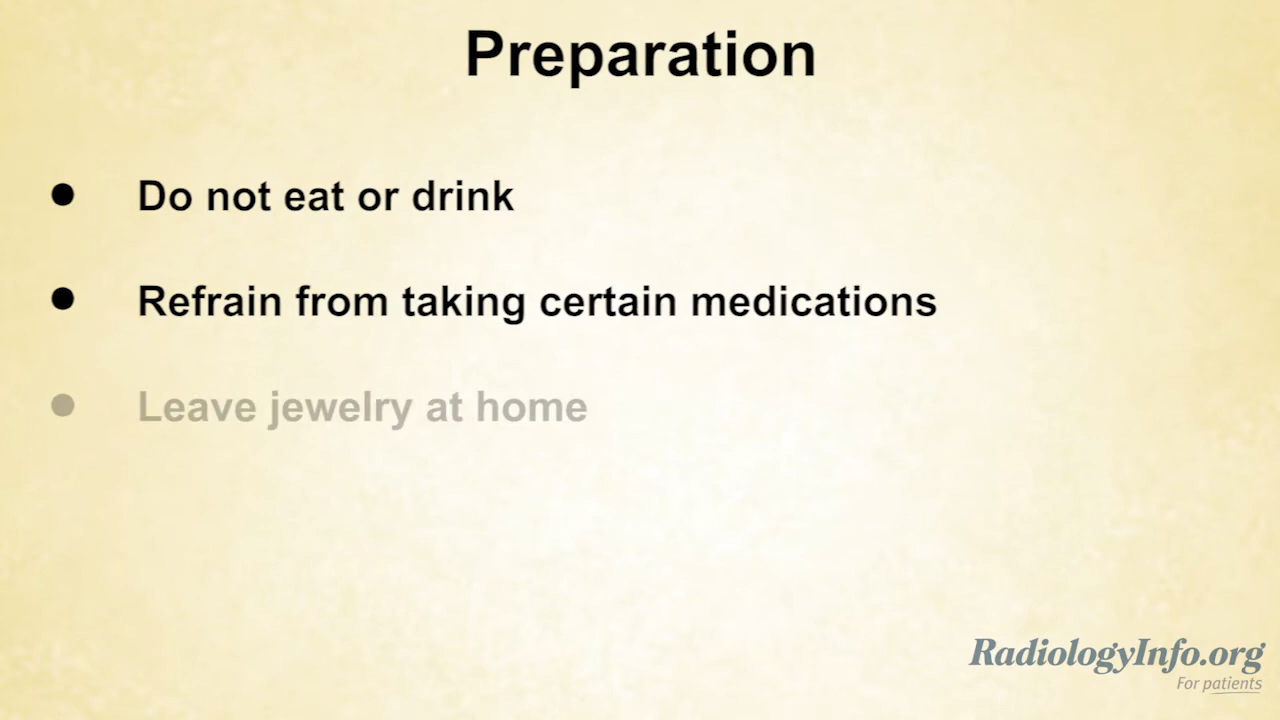 Preparation
● Do not eat or drink
● Refrain from taking certain medications
● Leave jewelry at home
RadiologyInfo.org
For patients